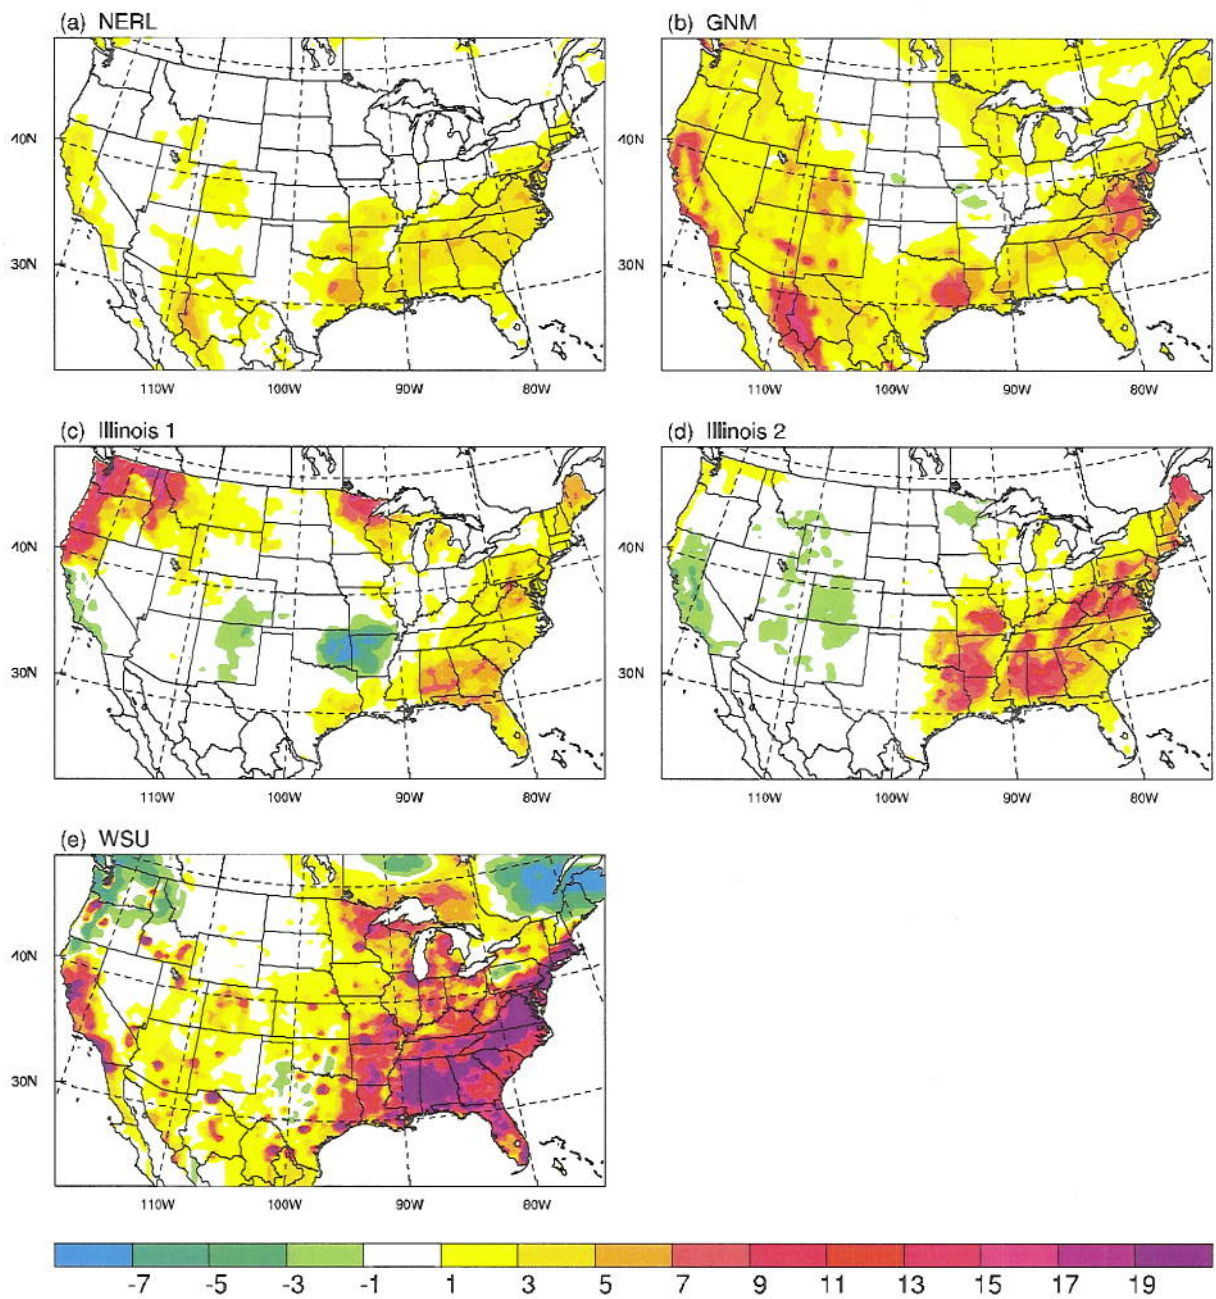 (a) NERL
(b) GNM
40N
30N
110W 100W 90W 80W
40N
30N
110W 100W 90W 80W
(c) Illinois 1
(d) Illinois 2
40N
30N
110W 100W 90W 80W
40N
30N
110W 100W 90W 80W
(e) WSU
40N
30N
110W 100W 90W 80W
-7 -5 -3 -1 1 3 5 7 9 11 13 15 17 19